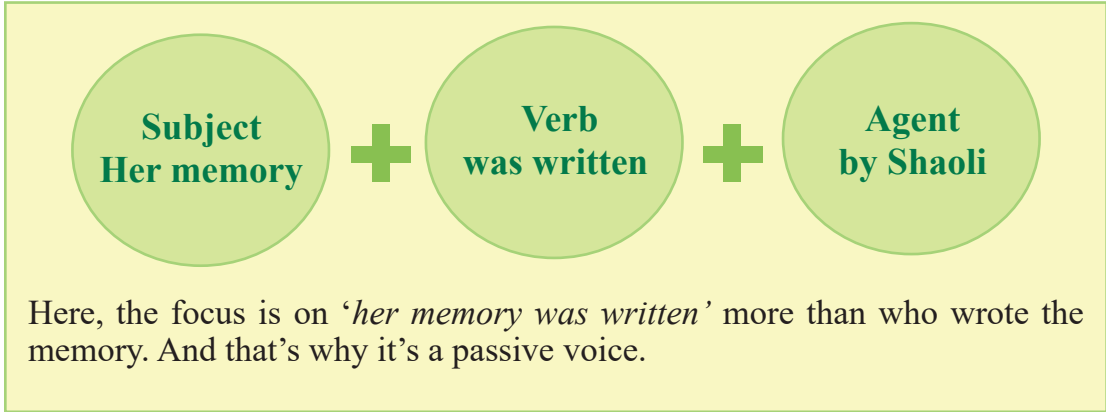 Subject
Her memory
Verb
was written
Agent
by Shaoli
Here, the focus is on ‘her memory was written’ more than who wrote the
memory. And that’s why it’s a passive voice.